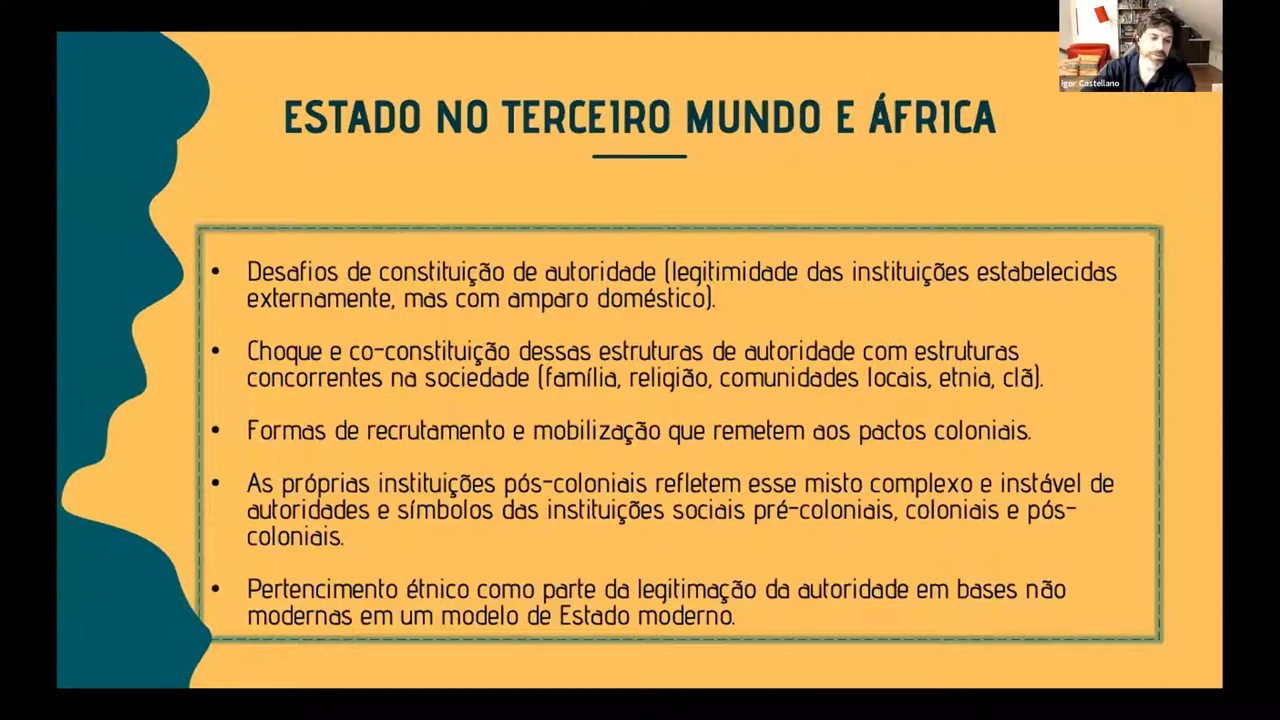 Igor Castellano
ESTADO NO TERCEIRO MUNDO E ÁFRICA
• Desafios de constituição de autoridade (legitimidade das instituições estabelecidas
externamente, mas com amparo doméstico).
• Choque e co-constituição dessas estruturas de autoridade com estruturas
concorrentes na sociedade (família, religião, comunidades locais, etnia, clã).
• Formas de recrutamento e mobilização que remetem aos pactos coloniais.
• As próprias instituições pós-coloniais refletem esse misto complexo e instável de
autoridades e símbolos das instituições sociais pré-coloniais, coloniais e pós-
coloniais.
• Pertencimento étnico como parte da legitimação da autoridade em bases não
modernas em um modelo de Estado moderno.